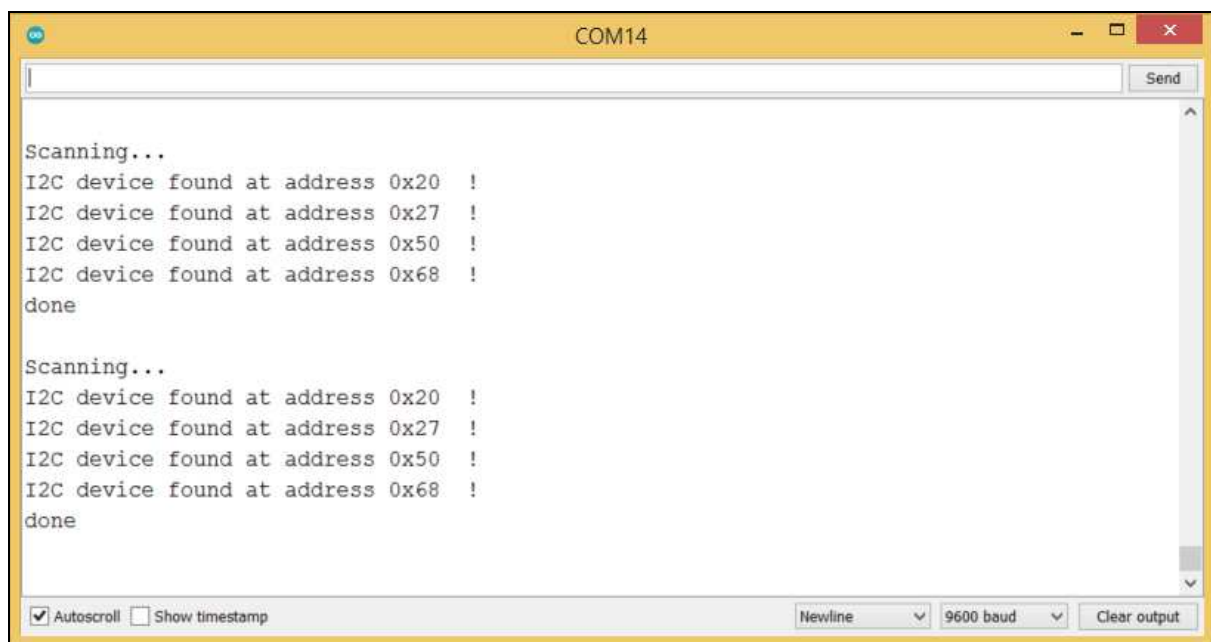 COM14
Send
Scanning...
I2C device found at address 0x20  !
I2C device found at address 0x27  !
I2C device found at address 0x50  !
I2C device found at address 0x68  !
done
Scanning...
I2C device found at address 0x20  !
I2C device found at address 0x27  !
I2C device found at address 0x50  !
I2C device found at address 0x68  !
done
Autoscroll Show timestamp Newline 9600 baud Clear output